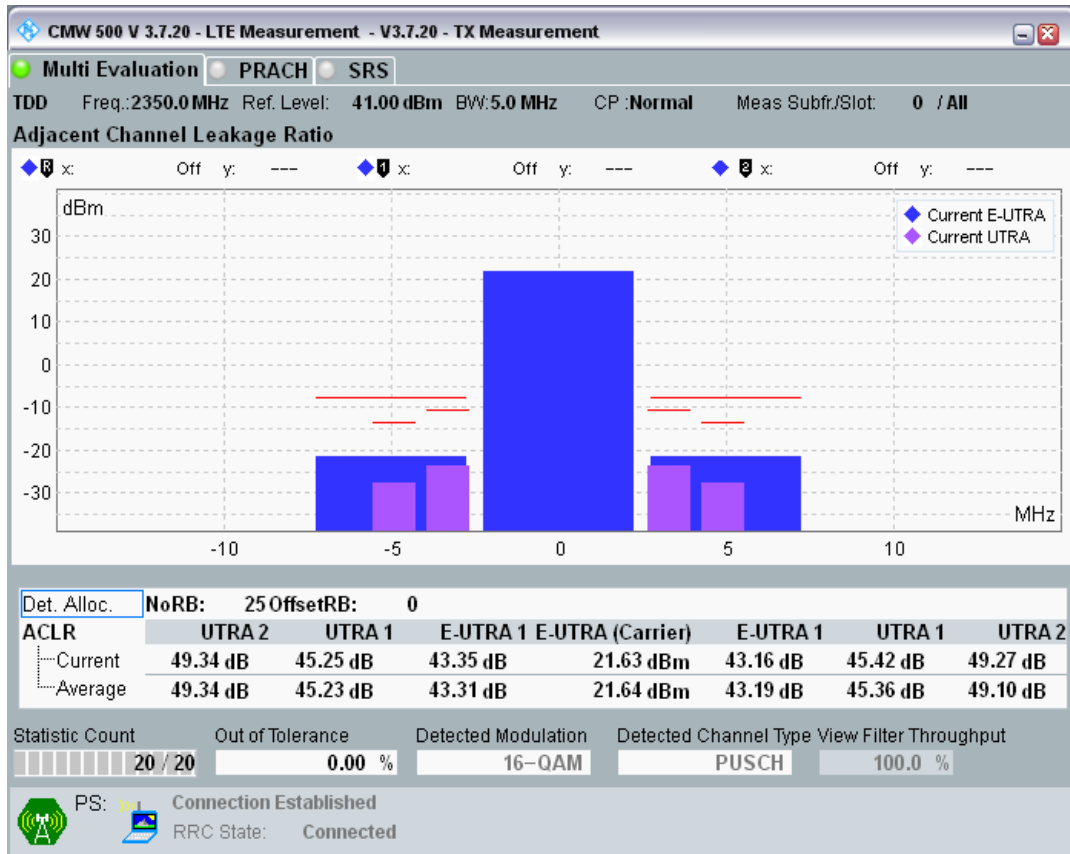 CMW 500 V 3.7.20 - LTE Measurement - V3.7.20 - TX Measurement
Multi Evaluation PRACH SRS
TDD Freq.:2350.0 MHz Ref. Level: 41.00 dBm BW:5.0 MHz CP :Normal Meas Subfr./Slot: 0 / All
Adjacent Channel Leakage Ratio
R x: Off y: --- 1 x: Off y: --- 2 x: Off y: ---
dBm
Current E-UTRA
Current UTRA
30
20
10
0
-10
-20
-30
MHz
-10 -5 0 5 10
Det. Alloc. NoRB: 25 OffsetRB: 0
ACLR UTRA 2 UTRA 1 E-UTRA 1 E-UTRA (Carrier) E-UTRA 1 UTRA 1 UTRA 2
Current 49.34 dB 45.25 dB 43.35 dB 21.63 dBm 43.16 dB 45.42 dB 49.27 dB
Average 49.34 dB 45.23 dB 43.31 dB 21.64 dBm 43.19 dB 45.36 dB 49.10 dB
Statistic Count Out of Tolerance Detected Modulation Detected Channel Type View Filter Throughput
20 / 20 0.00 % 16-QAM PUSCH 100.0 %
PS: Connection Established
RRC State: Connected